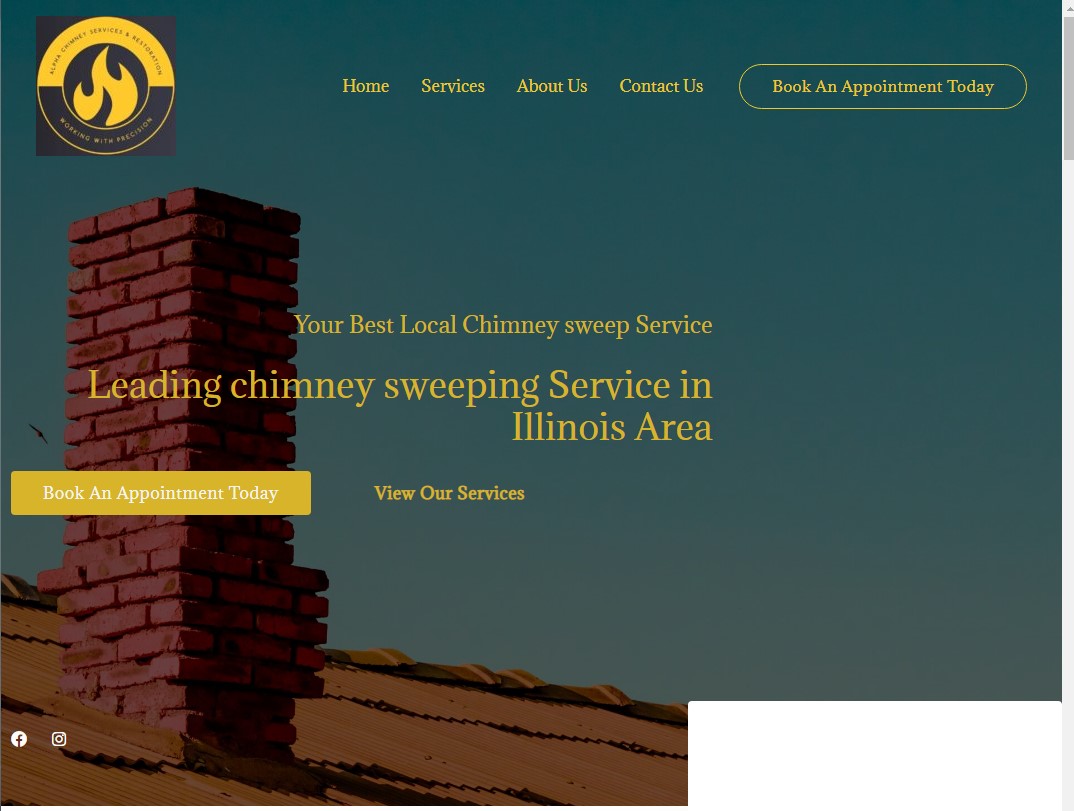 ALPHA CHIMNEY SERVICES & RESTORATION
WORKING WITH PRECISION
Home
Services
About Us
Contact Us
Book An Appointment Today
Your Best Local Chimney sweep Service
Leading chimney sweeping Service in
Illinois Area
Book An Appointment Today
View Our Services